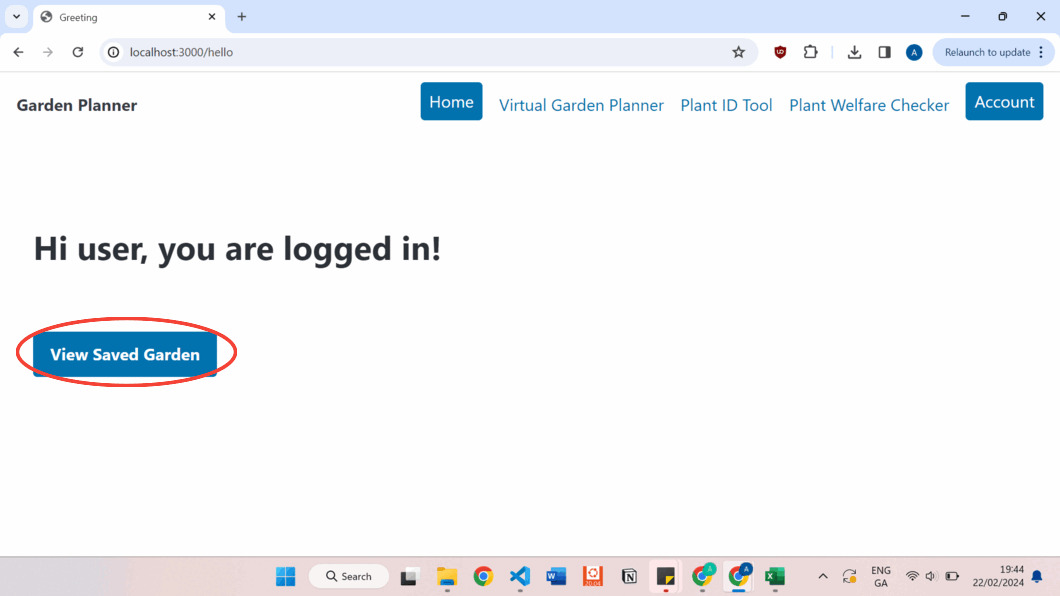 Greeting
localhost:3000/hello
Relaunch to update
A
Garden Planner
Home
Virtual Garden Planner
Plant ID Tool
Plant Welfare Checker
Account
Hi user, you are logged in!
View Saved Garden
Search
ENG
GA
19:44
22/02/2024